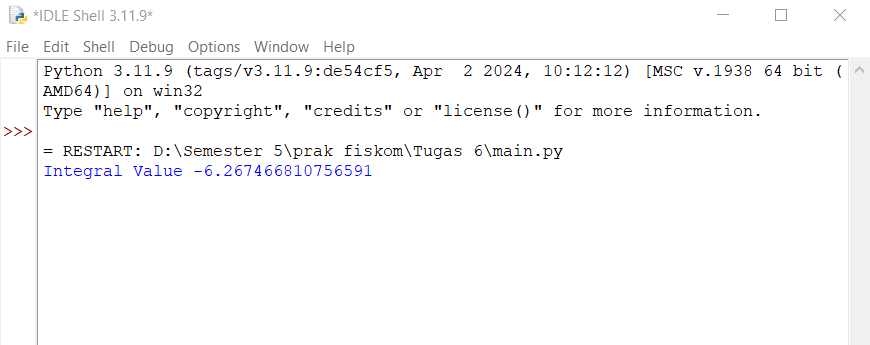 *IDLE Shell 3.11.9*
File Edit Shell Debug Options Window Help
Python 3.11.9 (tags/v3.11.9:de54cf5, Apr  2 2024, 10:12:12) [MSC v.1938 64 bit (
AMD64)] on win32
Type "help", "copyright", "credits" or "license()" for more information.
>>>
= RESTART: D:\Semester 5\prak fiskom\Tugas 6\main.py
Integral Value -6.267466810756591